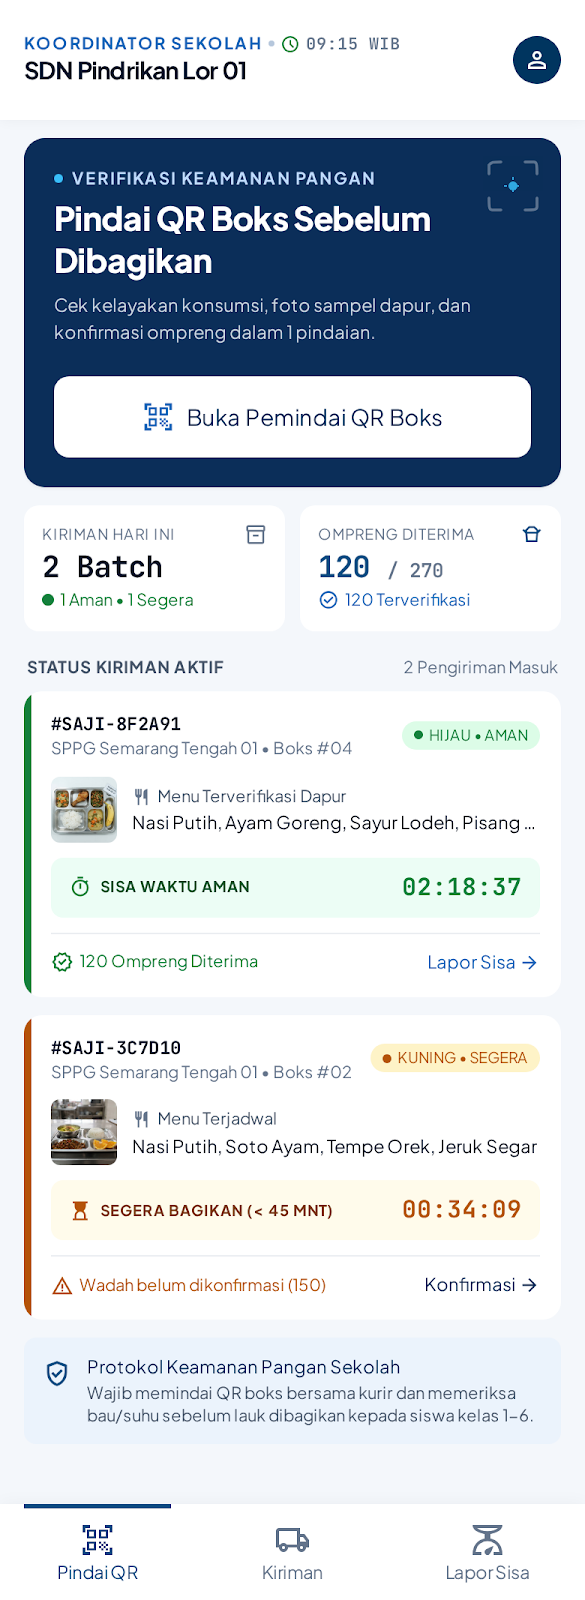 KOORDINATOR SEKOLAH • 09:15 WIB
SDN Pindrikan Lor 01
VERIFIKASI KEAMANAN PANGAN
Pindai QR Boks Sebelum
Dibagikan
Cek kelayakan konsumsi, foto sampel dapur, dan
konfirmasi ompreng dalam 1 pindaian.
Buka Pemindai QR Boks
KIRIMAN HARI INI
2 Batch
1 Aman • 1 Segera
OMPRENG DITERIMA
120 / 270
120 Terverifikasi
STATUS KIRIMAN AKTIF
2 Pengiriman Masuk
#SAJI-8F2A91
SPPG Semarang Tengah 01 • Boks #04
HIJAU • AMAN
Menu Terverifikasi Dapur
Nasi Putih, Ayam Goreng, Sayur Lodeh, Pisang ...
SISA WAKTU AMAN
02:18:37
120 Ompreng Diterima
Lapor Sisa →
#SAJI-3C7D10
SPPG Semarang Tengah 01 • Boks #02
KUNING • SEGERA
Menu Terjadwal
Nasi Putih, Soto Ayam, Tempe Orek, Jeruk Segar
SEGERA BAGIKAN (< 45 MNT)
00:34:09
Wadah belum dikonfirmasi (150)
Konfirmasi →
Protokol Keamanan Pangan Sekolah
Wajib memindai QR boks bersama kurir dan memeriksa
bau/suhu sebelum lauk dibagikan kepada siswa kelas 1–6.
Pindai QR
Kiriman
Lapor Sisa